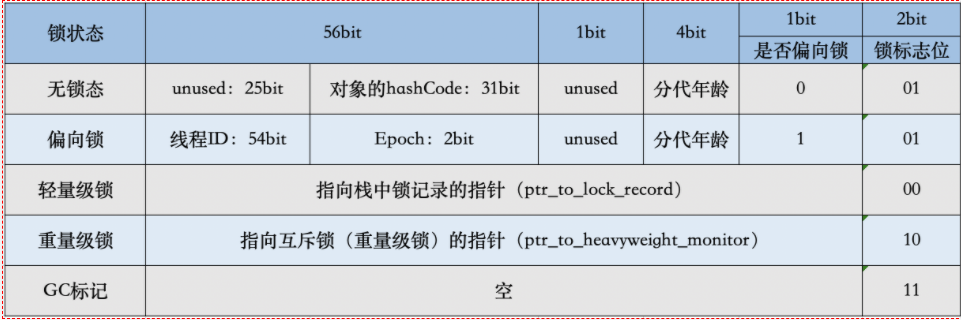 锁状态 56bit 1bit 4bit 1bit 2bit
是否偏向锁 锁标志位
无锁态 unused：25bit 对象的hashCode：31bit unused 分代年龄 0 01
偏向锁 线程ID：54bit Epoch：2bit unused 分代年龄 1 01
轻量级锁 指向栈中锁记录的指针（ptr_to_lock_record） 00
重量级锁 指向互斥锁（重量级锁）的指针（ptr_to_heavyweight_monitor） 10
GC标记 空 11